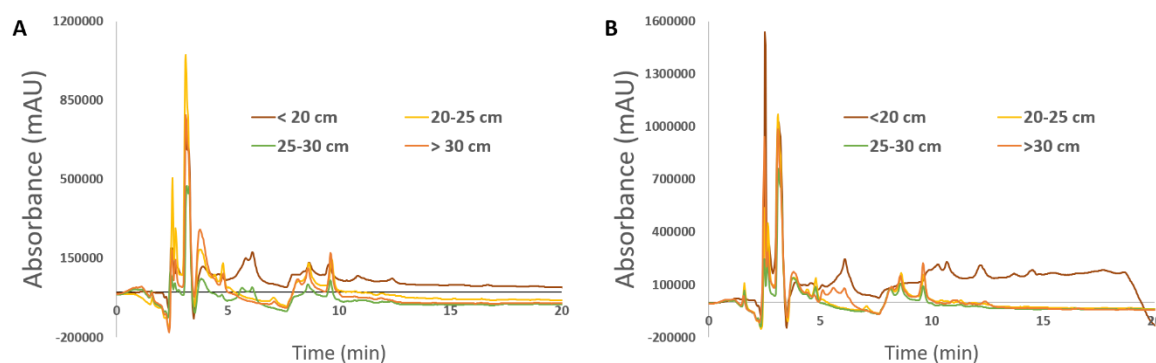 A
Absorbance (mAU)
1200000
850000
500000
150000
-200000
< 20 cm
20-25 cm
25-30 cm
> 30 cm
0
5
10
15
20
Time (min)
B
Absorbance (mAU)
1600000
1300000
1000000
700000
400000
100000
-200000
<20 cm
20-25 cm
25-30 cm
>30 cm
0
5
10
15
20
Time (min)